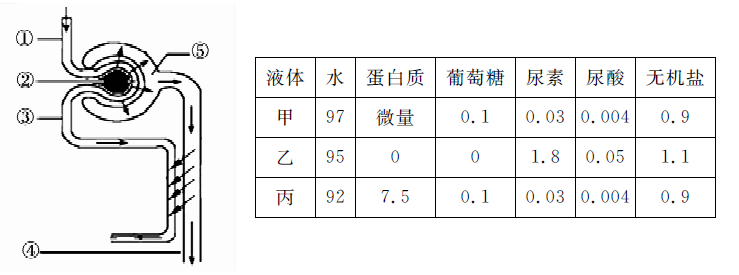 ①
②
③
④
⑤
液体 水 蛋白质 葡萄糖 尿素 尿酸 无机盐
甲 97 微量 0.1 0.03 0.004 0.9
乙 95 0 0 1.8 0.05 1.1
丙 92 7.5 0.1 0.03 0.004 0.9